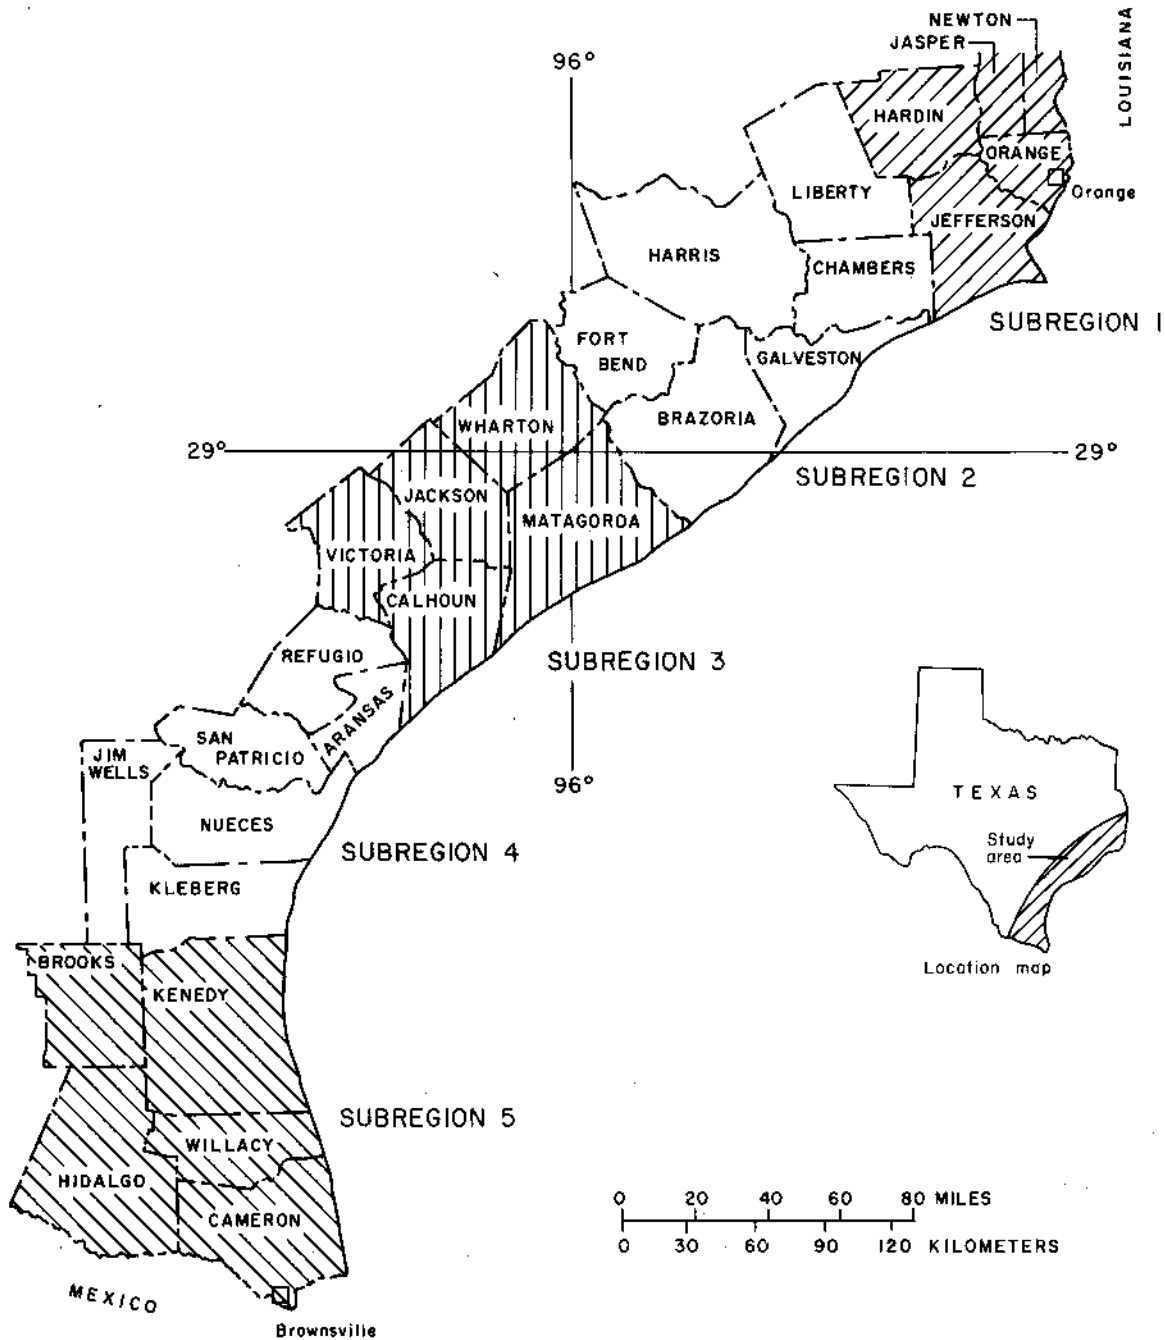 NEWTON
JASPER
LOUISIANA
96°
HARDIN
ORANGE
Orange
LIBERTY
JEFFERSON
HARRIS
CHAMBERS
SUBREGION 1
FORT
BEND
GALVESTON
WHARTON
BRAZORIA
29°
29°
SUBREGION 2
JACKSON
MATAGORDA
VICTORIA
CALHOUN
REFUGIO
SUBREGION 3
ARANSAS
SAN
PATRICIO
JIM
WELLS
96°
TEXAS
NUECES
Study
area
SUBREGION 4
KLEBERG
BROOKS
Location map
KENEDY
SUBREGION 5
WILLACY
HIDALGO
0 20 40 60 80 MILES
CAMERON
0 30 60 90 120 KILOMETERS
MEXICO
Brownsville